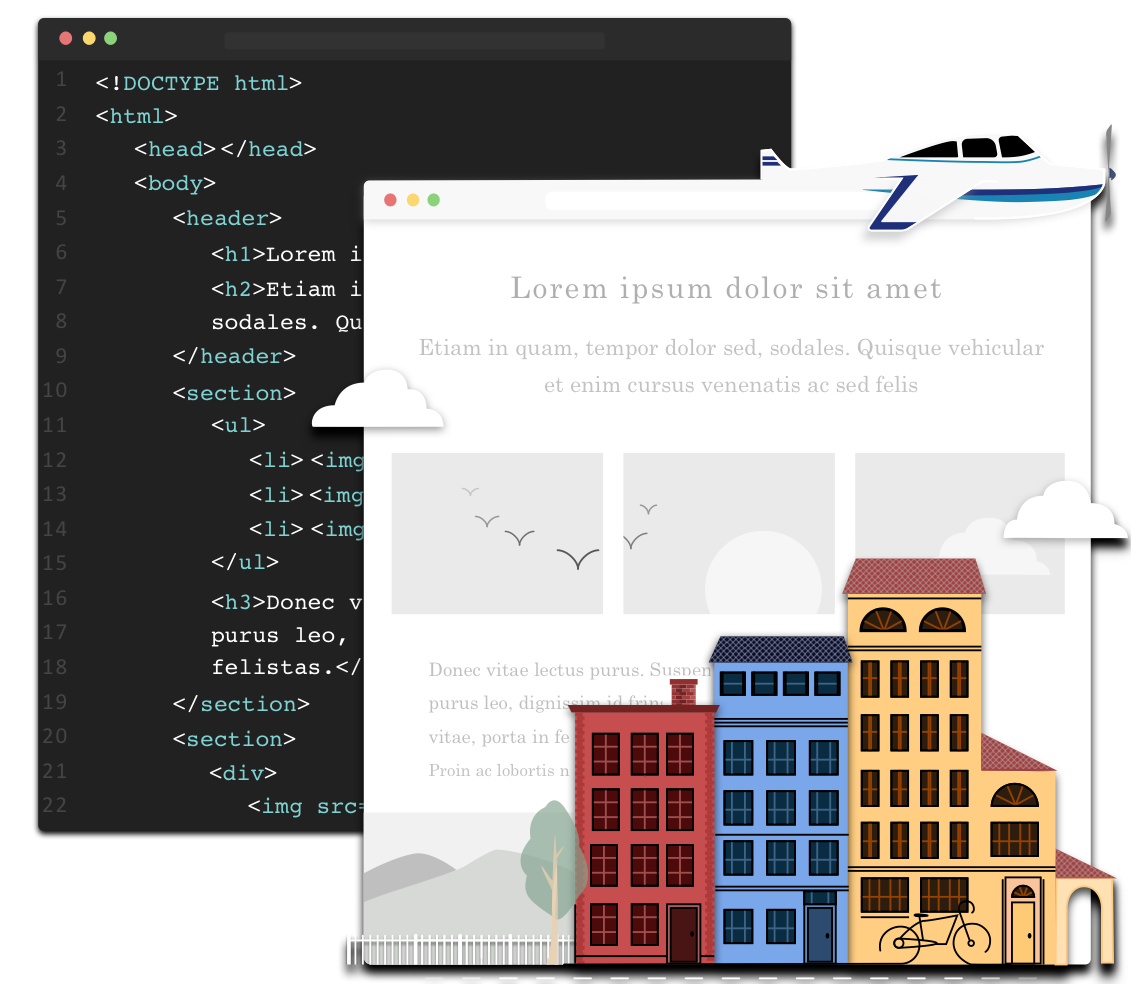 1 <!DOCTYPE html>
2 <html>
3 <head></head>
4 <body>
5 <header>
6 <h1>Lorem i
7 <h2>Etiam i
8 sodales. Qu
9 </header>
10 <section>
11 <ul>
12 <li><img
13 <li><img
14 <li><img
15 </ul>
16 <h3>Donec v
17 purus leo,
18 felistas.</
19 </section>
20 <section>
21 <div>
22 <img src=
Lorem ipsum dolor sit amet
Etiam in quam, tempor dolor sed, sodales. Quisque vehicular
et enim cursus venenatis ac sed felis
Donec vitae lectus purus. Suspen
purus leo, dignissim id frin
vitae, porta in fe
Proin ac lobortis n